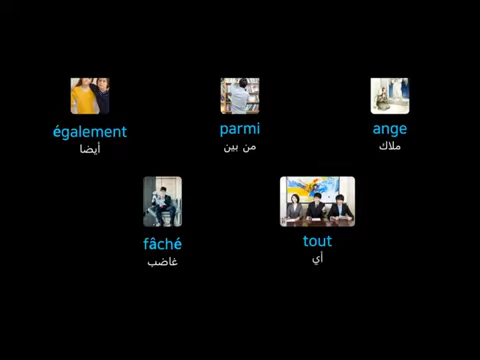 également
أيضا
parmi
من بين
ange
ملاك
fâché
غاضب
tout
أي